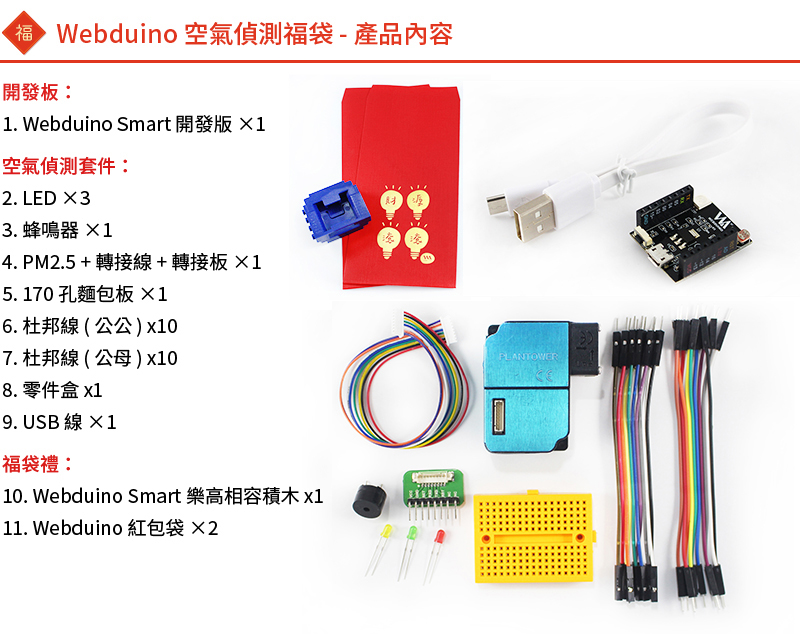 福
Webduino 空氣偵測福袋 - 產品內容
開發板：
1. Webduino Smart 開發版 ×1
空氣偵測套件：
2. LED ×3
3. 蜂鳴器 ×1
4. PM2.5 + 轉接線 + 轉接板 ×1
5. 170 孔麵包板 ×1
6. 杜邦線 ( 公公 ) x10
7. 杜邦線 ( 公母 ) x10
8. 零件盒 x1
9. USB 線 ×1
福袋禮：
10. Webduino Smart 樂高相容積木 x1
11. Webduino 紅包袋 ×2
PLANTOWER